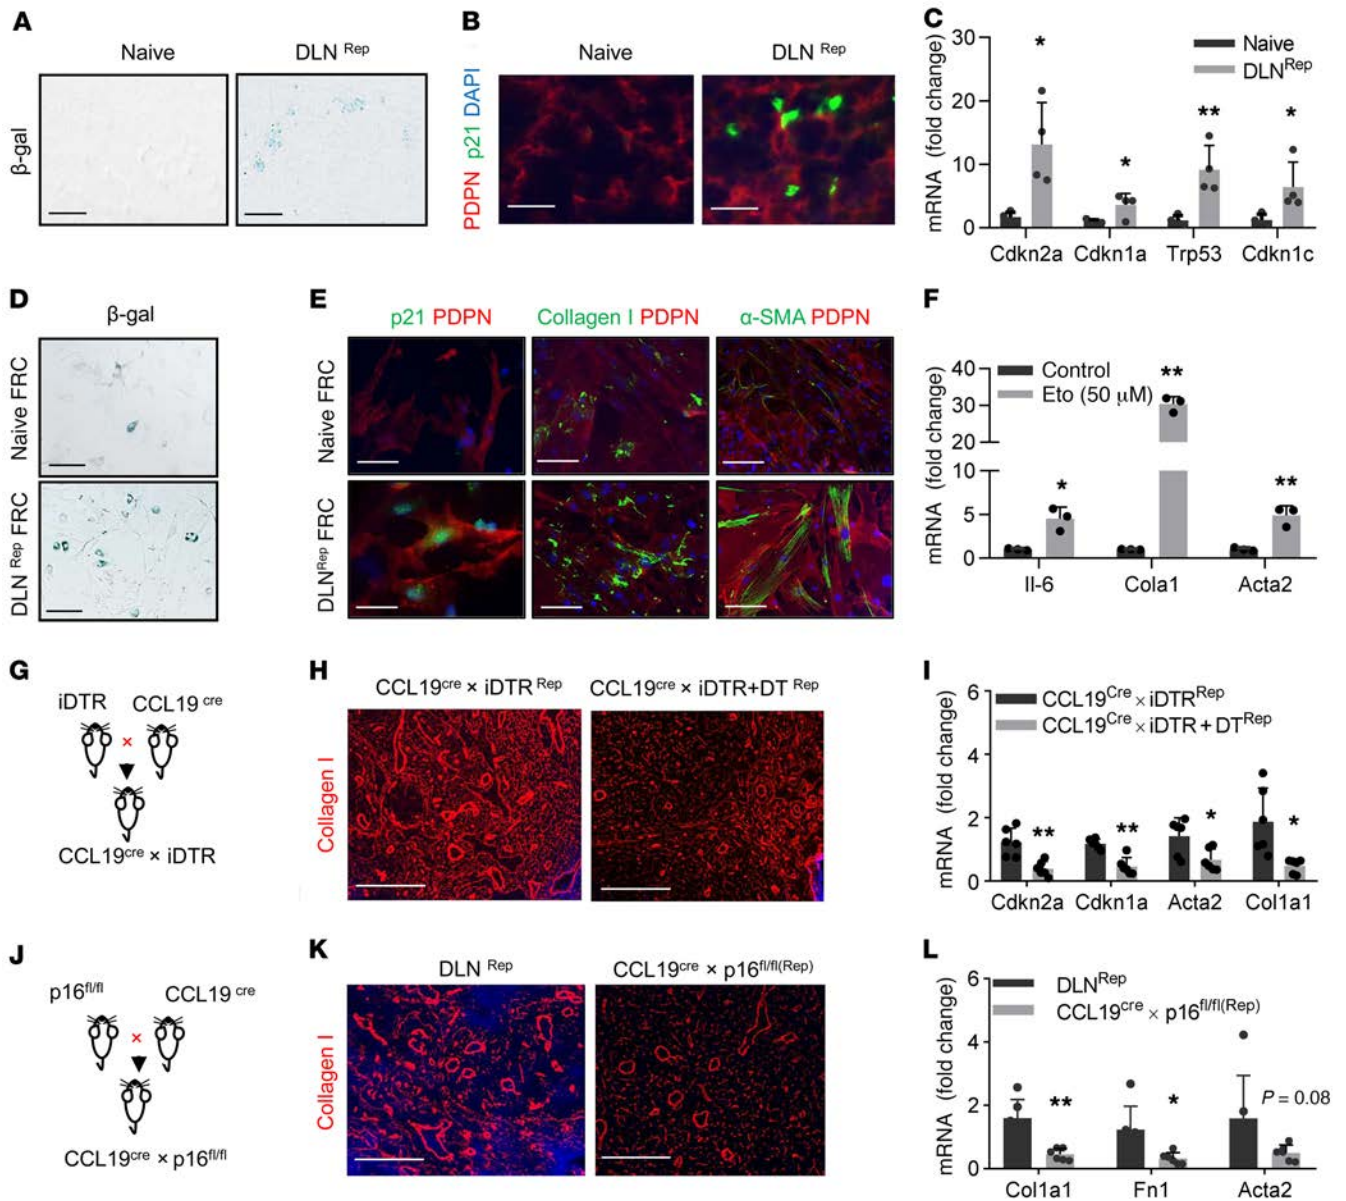 A
Naive
DLN Rep
β-gal
B
Naive
DLN Rep
PDPN p21 DAPI
C
mRNA (fold change)
30
20
10
0
Naive
DLNRep
*
*
**
*
Cdkn2a Cdkn1a Trp53 Cdkn1c
D
β-gal
Naive FRC
DLN Rep FRC
E
p21 PDPN
Collagen I PDPN
α-SMA PDPN
Naive FRC
DLNRep FRC
F
mRNA (fold change)
40
30
20
10
5
0
Control
Eto (50 μM)
*
**
**
Il-6 Cola1 Acta2
G
iDTR CCL19 cre
×
CCL19cre × iDTR
H
CCL19cre × iDTR Rep
CCL19cre × iDTR+DT Rep
Collagen I
I
mRNA (fold change)
6
4
2
0
CCL19Cre × iDTRRep
CCL19Cre × iDTR + DTRep
**
**
*
*
Cdkn2a Cdkn1a Acta2 Col1a1
J
p16fl/fl CCL19 cre
×
CCL19cre × p16fl/fl
K
DLN Rep
CCL19cre × p16fl/fl(Rep)
Collagen I
L
mRNA (fold change)
6
4
2
0
DLNRep
CCL19cre × p16fl/fl(Rep)
**
*
P = 0.08
Col1a1 Fn1 Acta2